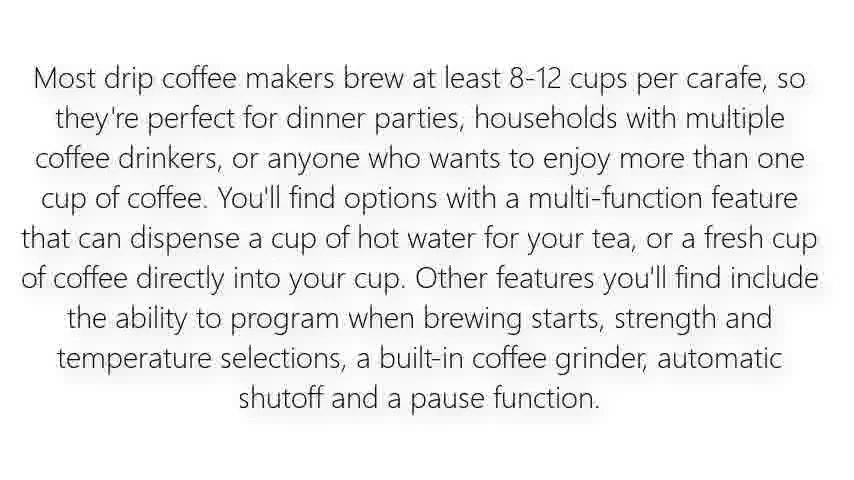 Most drip coffee makers brew at least 8-12 cups per carafe, so
they're perfect for dinner parties, households with multiple
coffee drinkers, or anyone who wants to enjoy more than one
cup of coffee. You'll find options with a multi-function feature
that can dispense a cup of hot water for your tea, or a fresh cup
of coffee directly into your cup. Other features you'll find include
the ability to program when brewing starts, strength and
temperature selections, a built-in coffee grinder, automatic
shutoff and a pause function.